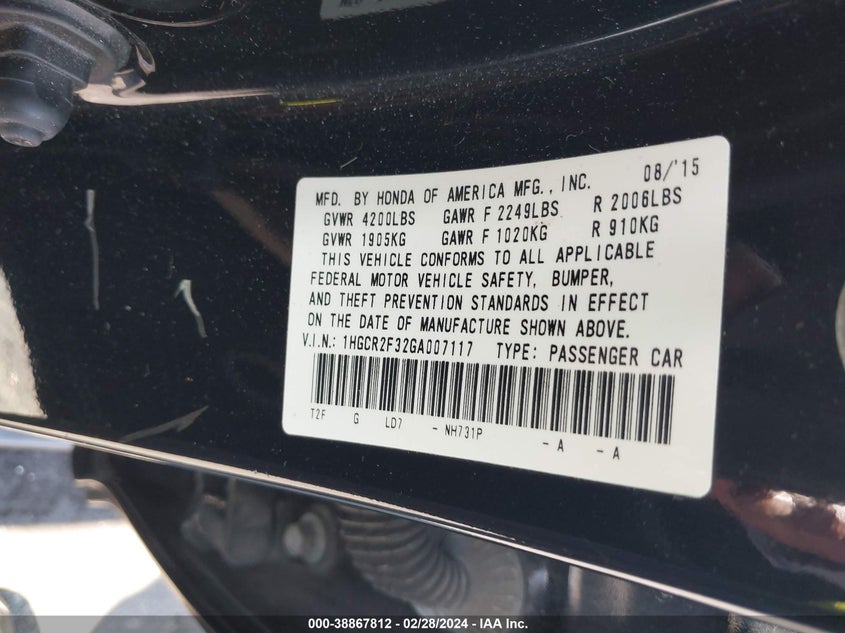 08/'15
MFD. BY HONDA OF AMERICA MFG., INC.
GVWR 4200LBS GAWR F 2249LBS R 2006LBS
GVWR 1905KG GAWR F 1020KG R 910KG
THIS VEHICLE CONFORMS TO ALL APPLICABLE
FEDERAL MOTOR VEHICLE SAFETY, BUMPER,
AND THEFT PREVENTION STANDARDS IN EFFECT
ON THE DATE OF MANUFACTURE SHOWN ABOVE.
V.I.N.: 1HGCR2F32GA007117 TYPE: PASSENGER CAR
T2F G LD7 - NH731P - A - A
000-38867812 / 02/28/2024 / IAA Inc.